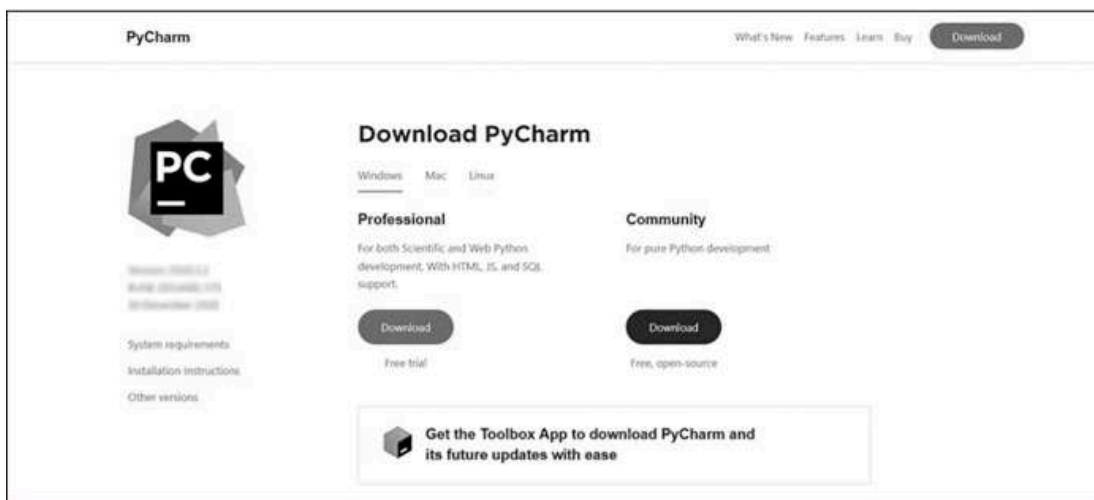 PyCharm
What's New Features Learn Buy Download
PC
Download PyCharm
Windows Mac Linux
Professional
For both Scientific and Web Python
development. With HTML, JS, and SQL
support.
Download
Free trial
Community
For pure Python development
Download
Free, open-source
System requirements
Installation instructions
Other versions
Get the Toolbox App to download PyCharm and
its future updates with ease